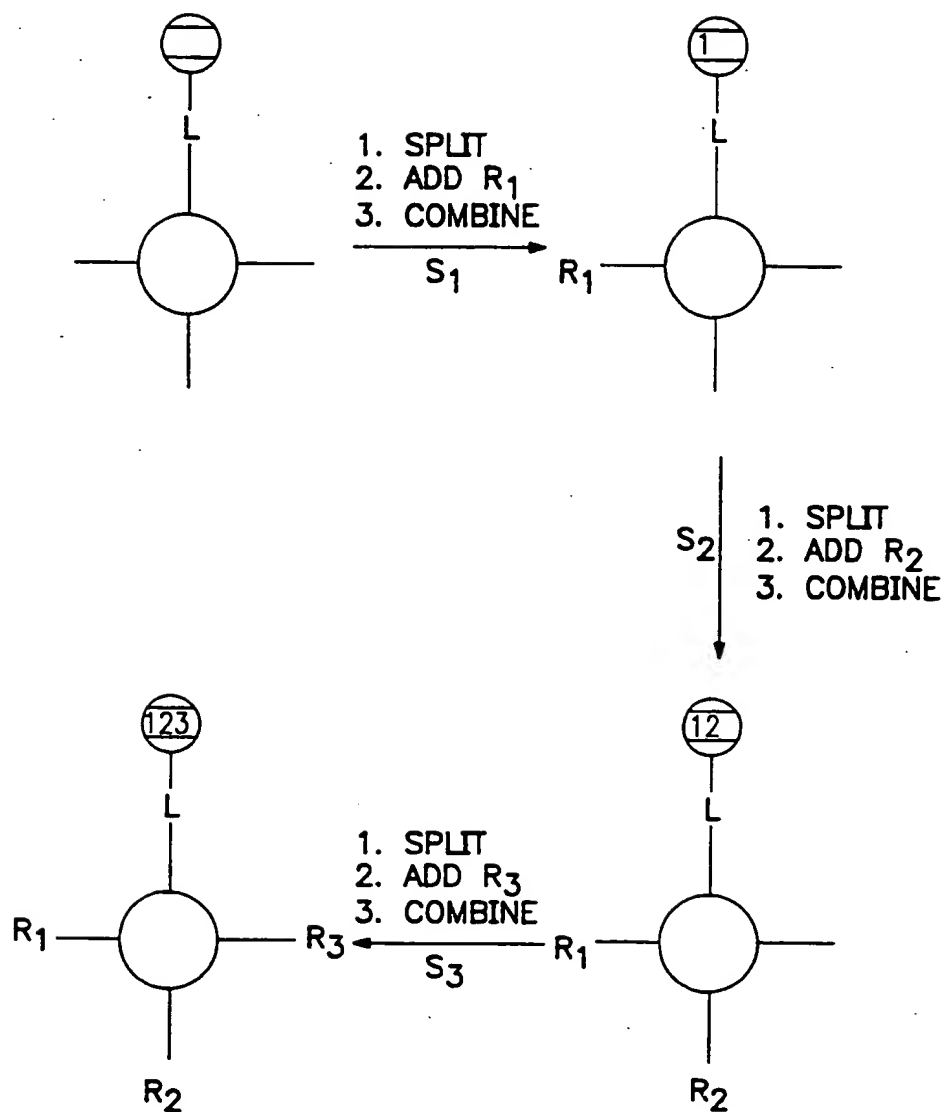 1
L
L
1. SPLIT
2. ADD R₁
3. COMBINE
S₁
R₁
S₂
1. SPLIT
2. ADD R₂
3. COMBINE
123
12
L
L
1. SPLIT
2. ADD R₃
3. COMBINE
R₁
R₃
S₃
R₁
R₂
R₂